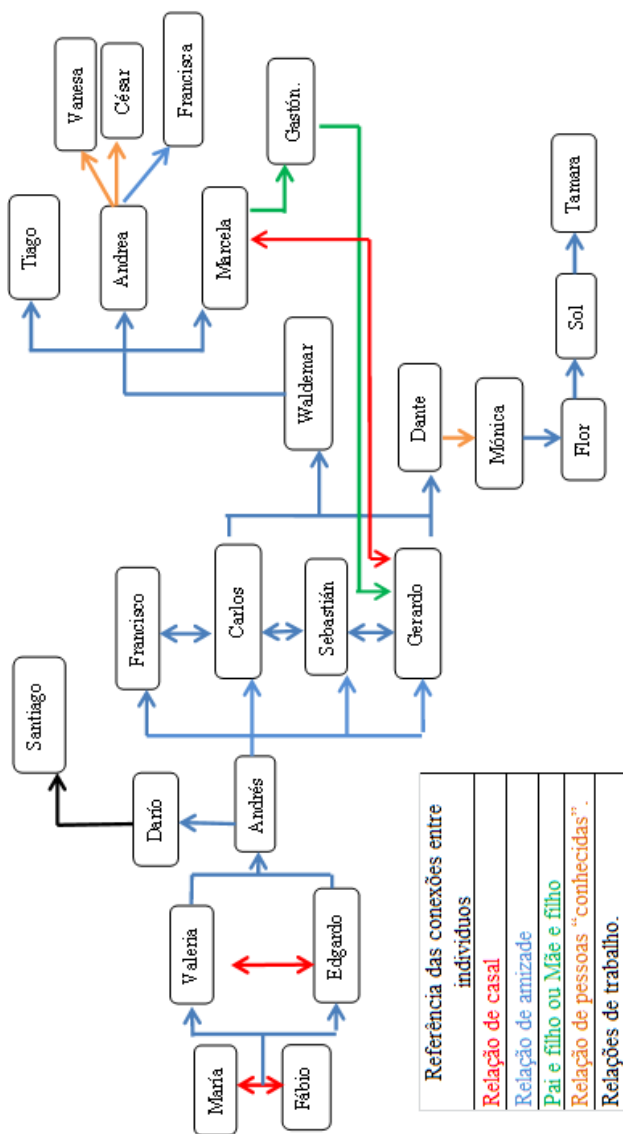 María
Fábio
Valeria
Edgardo
Darío
Andrés
Santiago
Francisco
Carlos
Sebastián
Gerardo
Waldemar
Dante
Mónica
Flor
Sol
Tamara
Tiago
Andrea
Marcela
Vanesa
César
Francisca
Gastón.
Referência das conexões entre
indivíduos
Relação de casal
Relação de amizade
Pai e filho ou Mãe e filho
Relação de pessoas “conhecidas”.
Relações de trabalho.